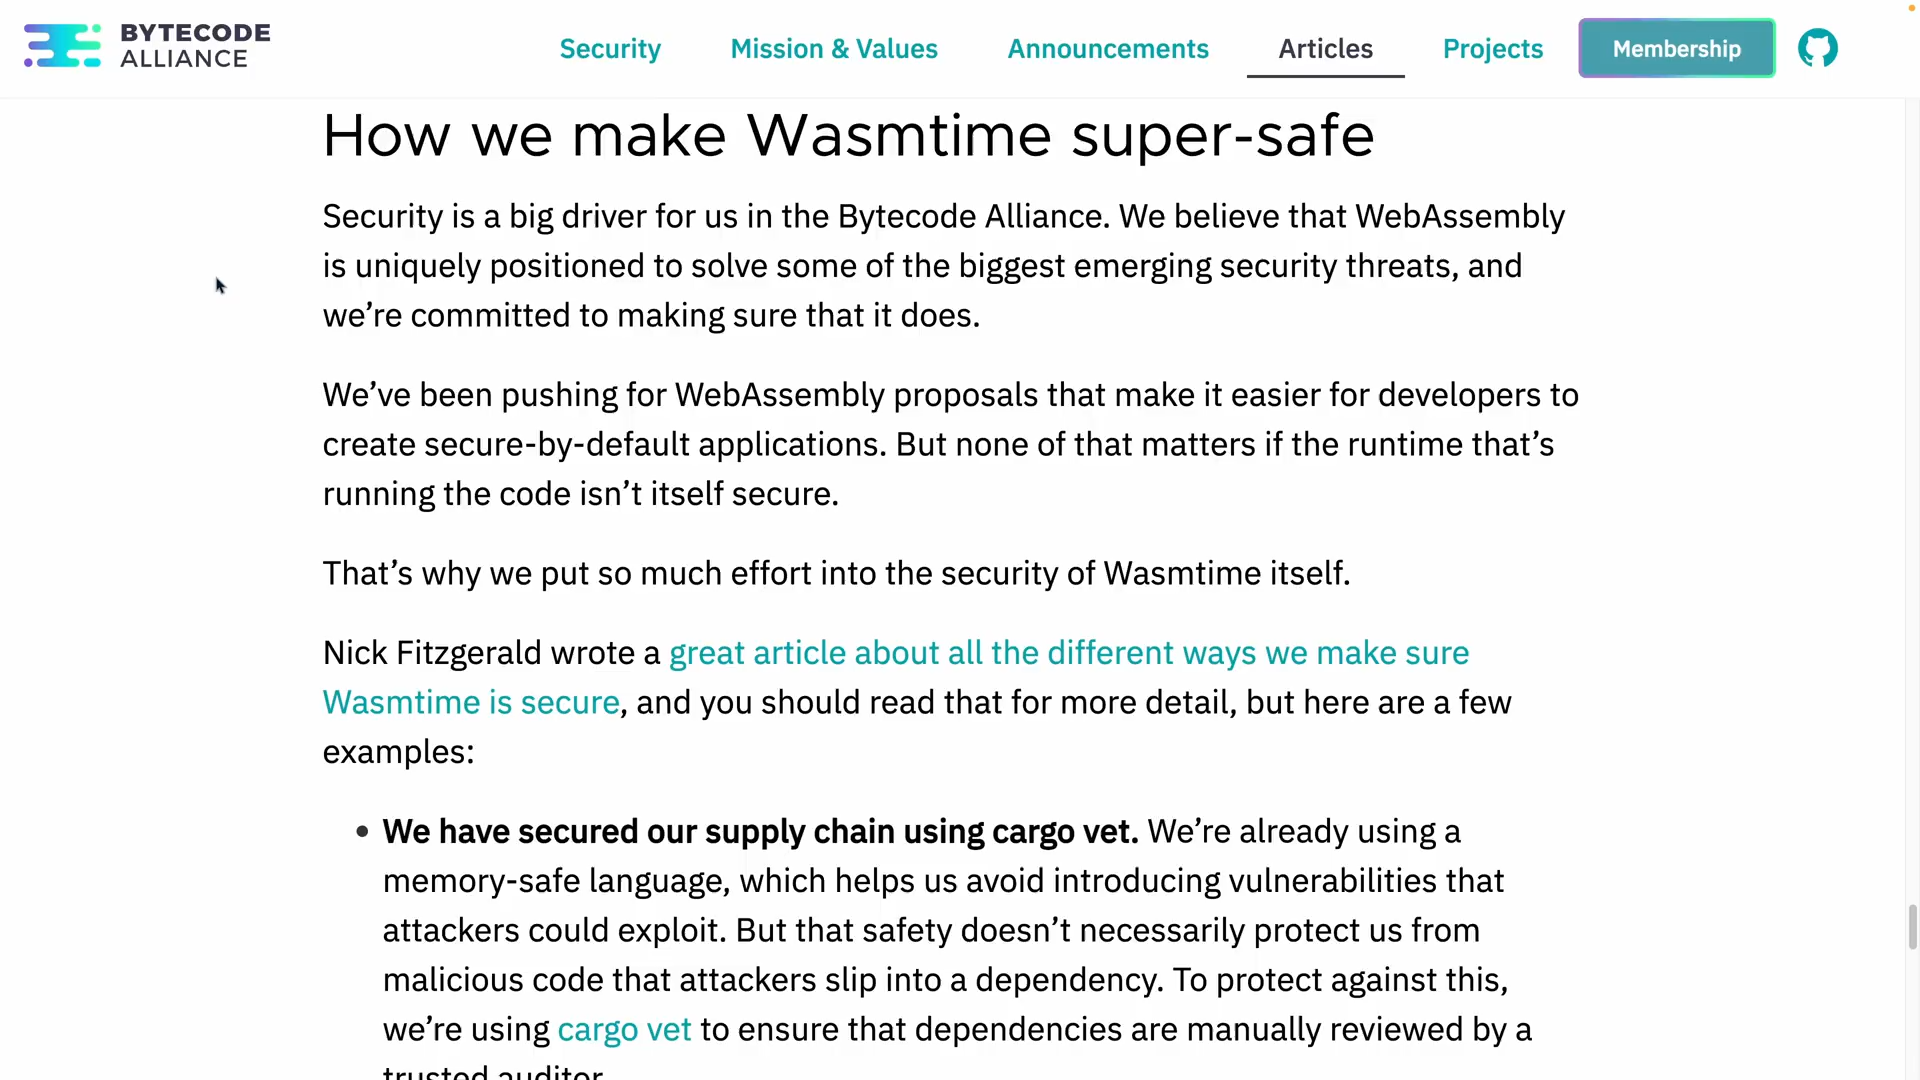 BYTECODE
ALLIANCE
Security
Mission & Values
Announcements
Articles
Projects
Membership
How we make Wasmtime super-safe
Security is a big driver for us in the Bytecode Alliance. We believe that WebAssembly
is uniquely positioned to solve some of the biggest emerging security threats, and
we’re committed to making sure that it does.
We’ve been pushing for WebAssembly proposals that make it easier for developers to
create secure-by-default applications. But none of that matters if the runtime that’s
running the code isn’t itself secure.
That’s why we put so much effort into the security of Wasmtime itself.
Nick Fitzgerald wrote a great article about all the different ways we make sure
Wasmtime is secure, and you should read that for more detail, but here are a few
examples:
• We have secured our supply chain using cargo vet. We’re already using a
memory-safe language, which helps us avoid introducing vulnerabilities that
attackers could exploit. But that safety doesn’t necessarily protect us from
malicious code that attackers slip into a dependency. To protect against this,
we’re using cargo vet to ensure that dependencies are manually reviewed by a
trusted auditor.